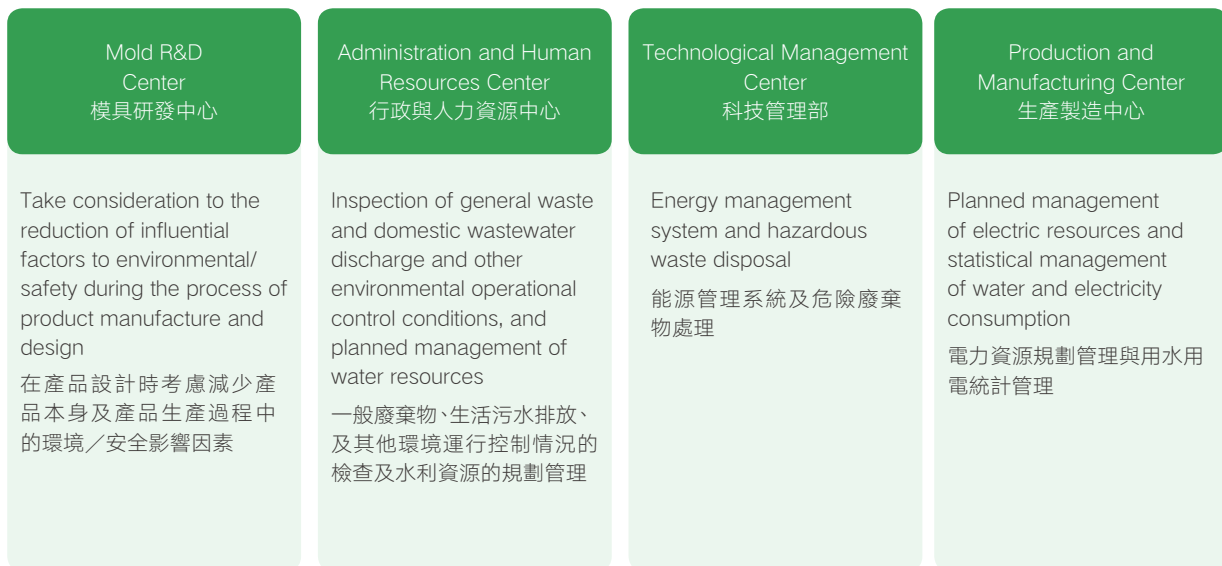 Mold R&D
Center
模具研發中心
Take consideration to the
reduction of influential
factors to environmental/
safety during the process of
product manufacture and
design
在產品設計時考慮減少產
品本身及產品生產過程中
的環境／安全影響因素
Administration and Human
Resources Center
行政與人力資源中心
Inspection of general waste
and domestic wastewater
discharge and other
environmental operational
control conditions, and
planned management of
water resources
一般廢棄物、生活污水排放、
及其他環境運行控制情況的
檢查及水利資源的規劃管理
Technological Management
Center
科技管理部
Energy management
system and hazardous
waste disposal
能源管理系統及危險廢棄
物處理
Production and
Manufacturing Center
生產製造中心
Planned management
of electric resources and
statistical management
of water and electricity
consumption
電力資源規劃管理與用水用
電統計管理